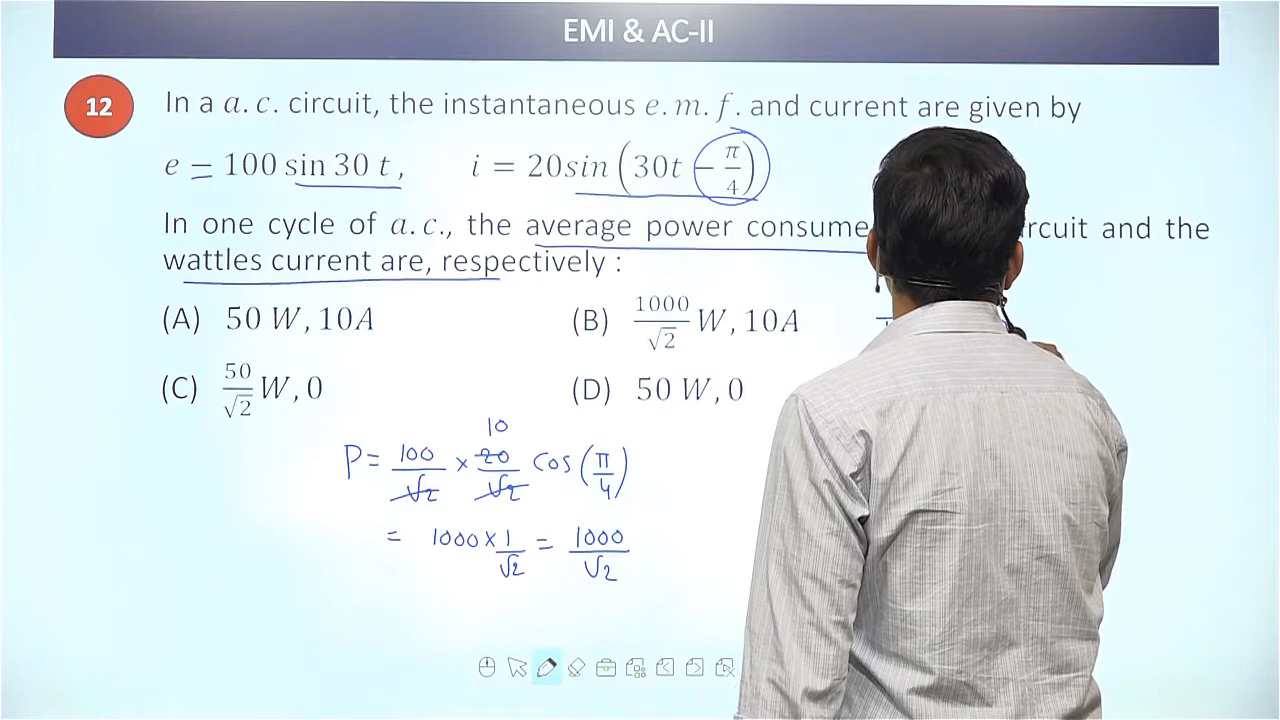 EMI & AC-II
12 In a a.c. circuit, the instantaneous e.m.f. and current are given by
e = 100 sin 30 t, i = 20sin (30t − π/4)
In one cycle of a.c., the average power consume rcuit and the
wattles current are, respectively :
(A) 50 W, 10A (B) 1000/√2 W, 10A
(C) 50/√2 W, 0 (D) 50 W, 0
10
P = 100/√2 × 20/√2 cos (π/4)
= 1000 × 1/√2 = 1000/√2